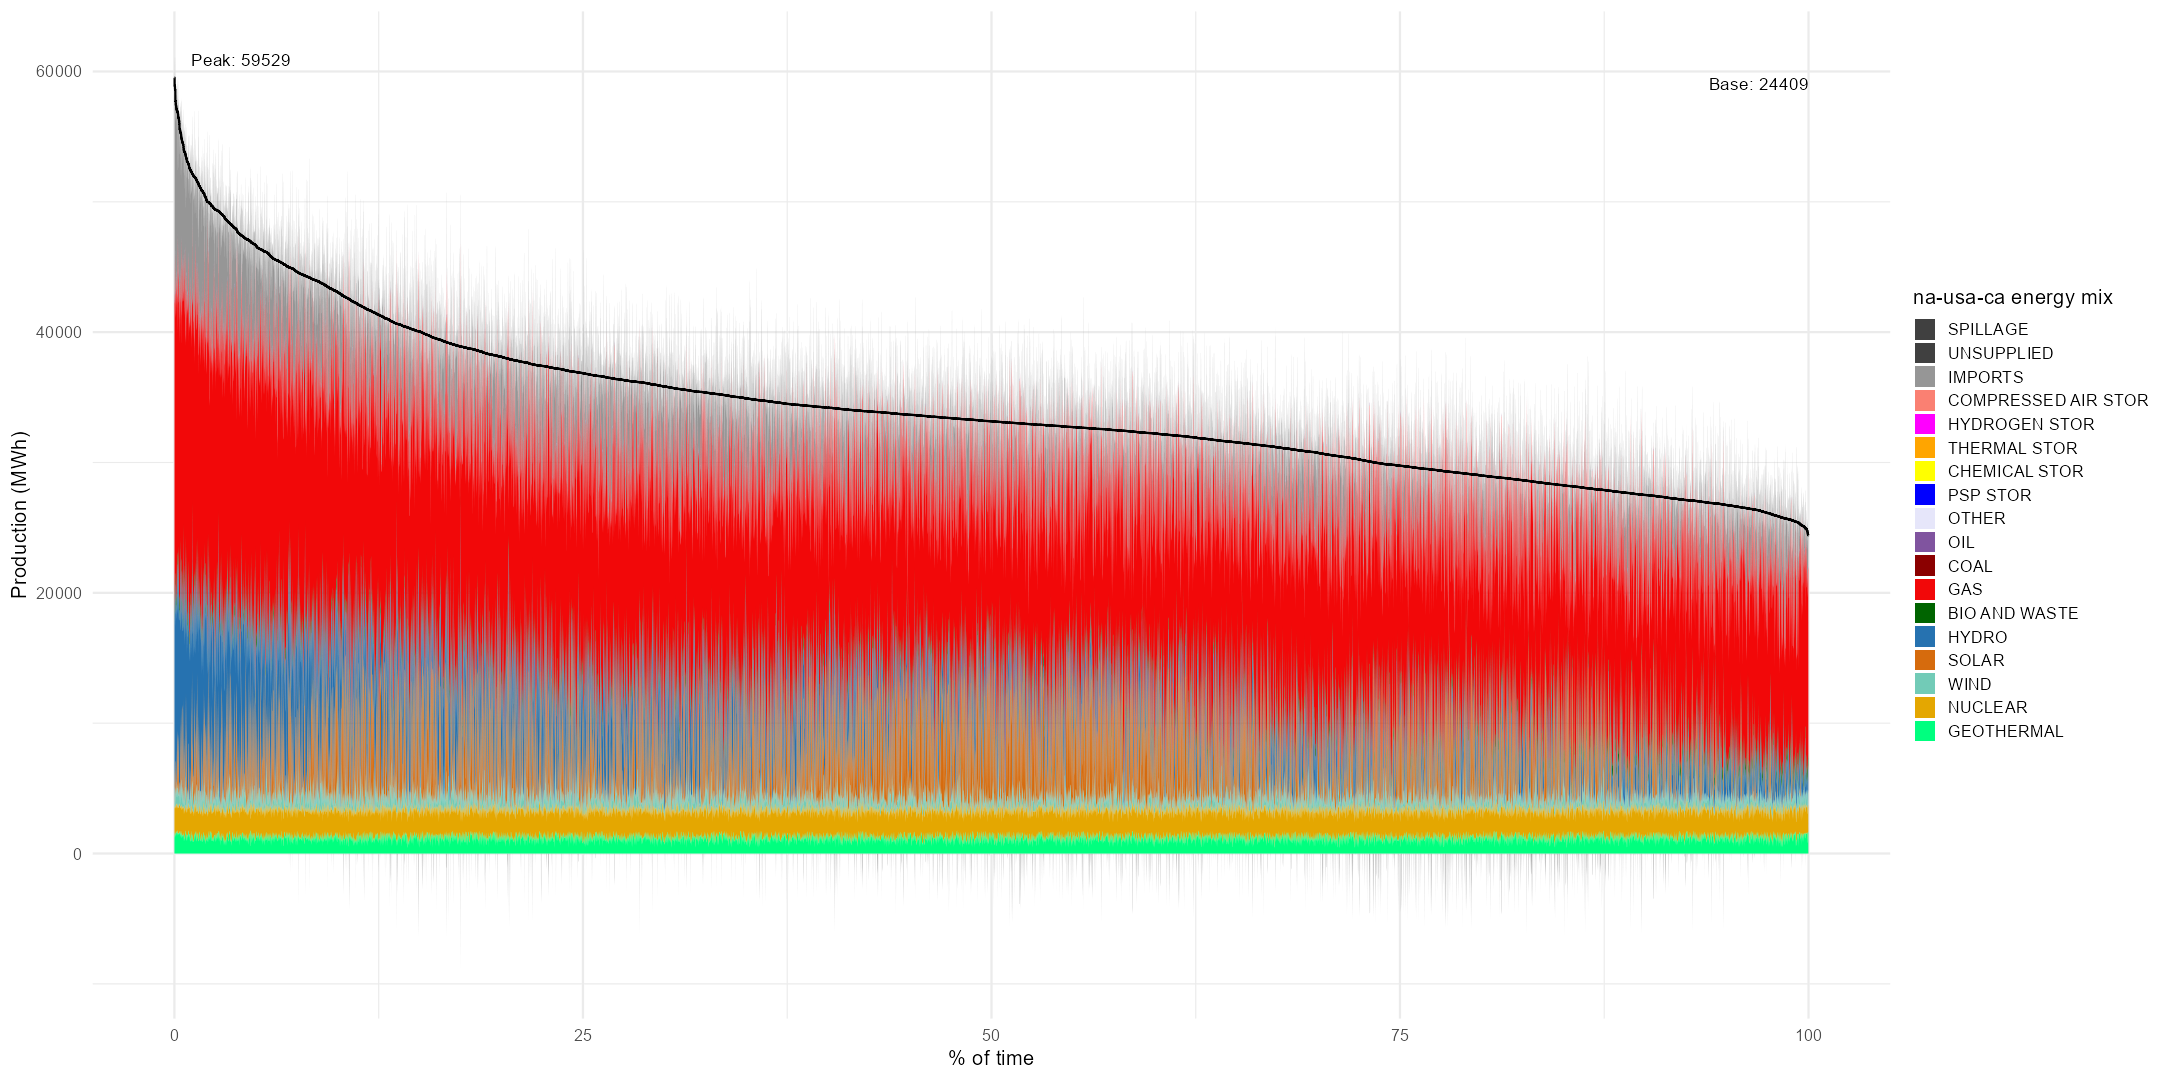 Peak: 59529
Base: 24409
60000
40000
20000
0
Production (MWh)
0
25
50
75
100
% of time
na-usa-ca energy mix
SPILLAGE
UNSUPPLIED
IMPORTS
COMPRESSED AIR STOR
HYDROGEN STOR
THERMAL STOR
CHEMICAL STOR
PSP STOR
OTHER
OIL
COAL
GAS
BIO AND WASTE
HYDRO
SOLAR
WIND
NUCLEAR
GEOTHERMAL